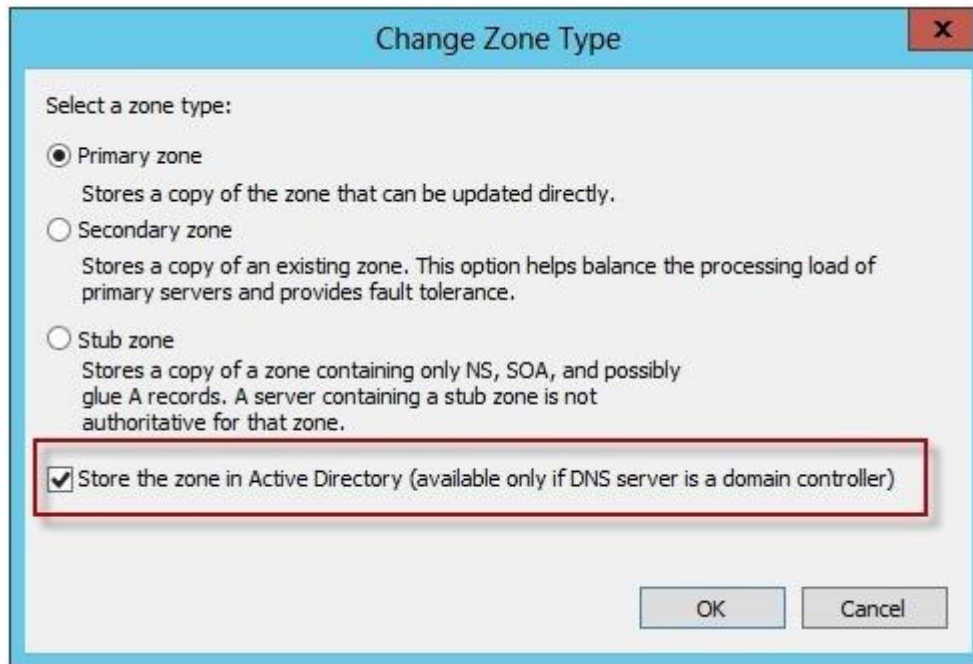 Change Zone Type
x
Select a zone type:
Primary zone
Stores a copy of the zone that can be updated directly.
Secondary zone
Stores a copy of an existing zone. This option helps balance the processing load of
primary servers and provides fault tolerance.
Stub zone
Stores a copy of a zone containing only NS, SOA, and possibly
glue A records. A server containing a stub zone is not
authoritative for that zone.
Store the zone in Active Directory (available only if DNS server is a domain controller)
OK Cancel